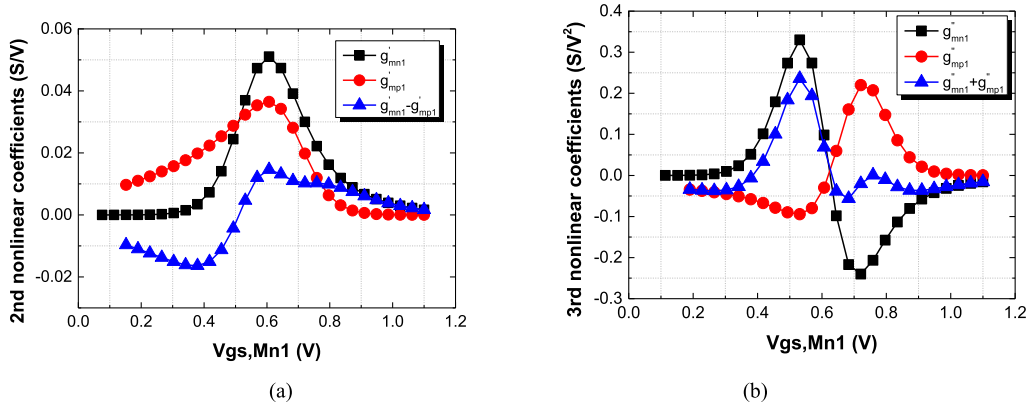 2nd nonlinear coefficients (S/V)
0.06
0.04
0.02
0.00
-0.02
g'mn1
g'mp1
g'mn1-g'mp1
0.0 0.2 0.4 0.6 0.8 1.0 1.2
Vgs,Mn1 (V)
(a)
3rd nonlinear coefficients (S/V²)
0.4
0.3
0.2
0.1
0.0
-0.1
-0.2
-0.3
g"mn1
g"mp1
g"mn1+g"mp1
0.0 0.2 0.4 0.6 0.8 1.0 1.2
Vgs,Mn1 (V)
(b)